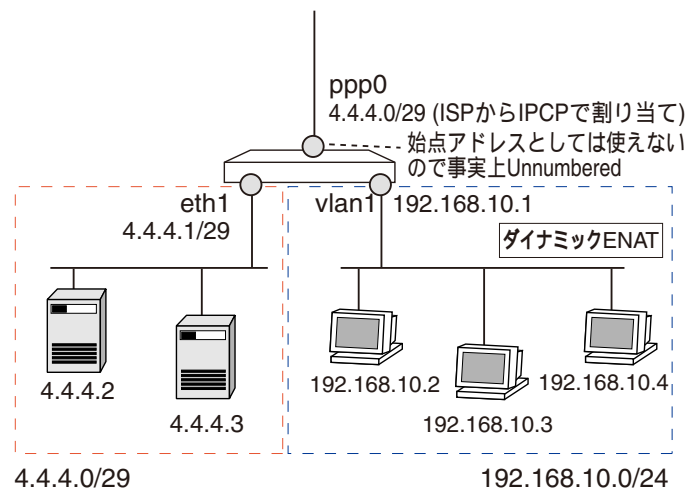 ppp0
4.4.4.0/29 (ISPからIPCPで割り当て)
始点アドレスとしては使えない
ので事実上Unnumbered
eth1
4.4.4.1/29
vlan1 192.168.10.1
ダイナミックENAT
4.4.4.2
4.4.4.3
192.168.10.2
192.168.10.3
192.168.10.4
4.4.4.0/29
192.168.10.0/24